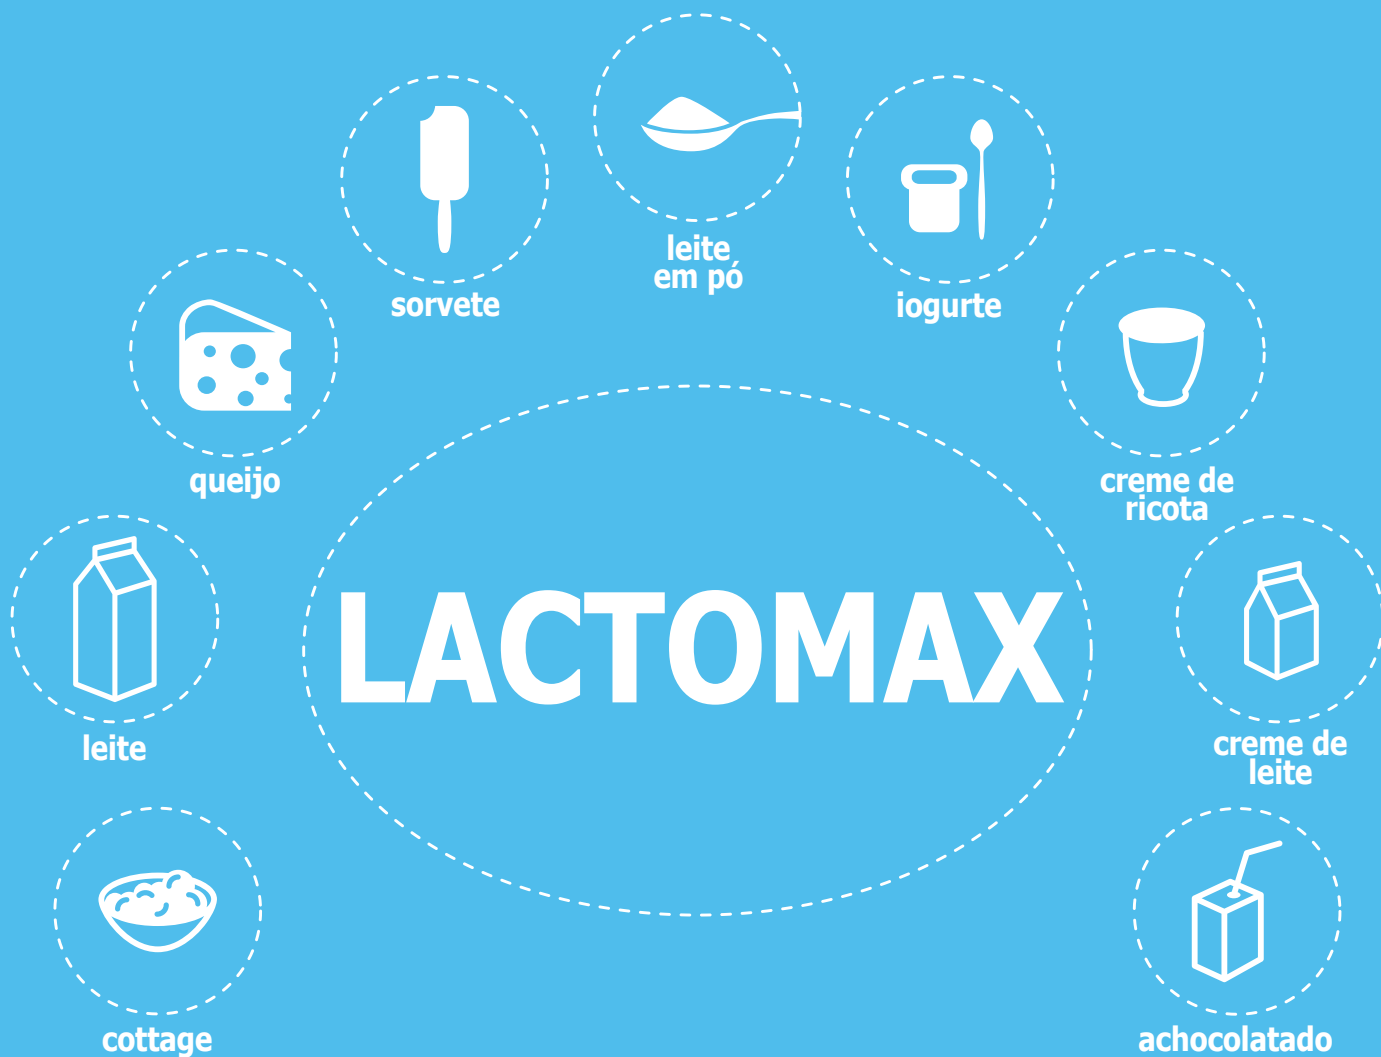 leite
em pó
sorvete
iogurte
queijo
creme de
ricota
LACTOMAX
leite
creme de
leite
cottage
achocolatado